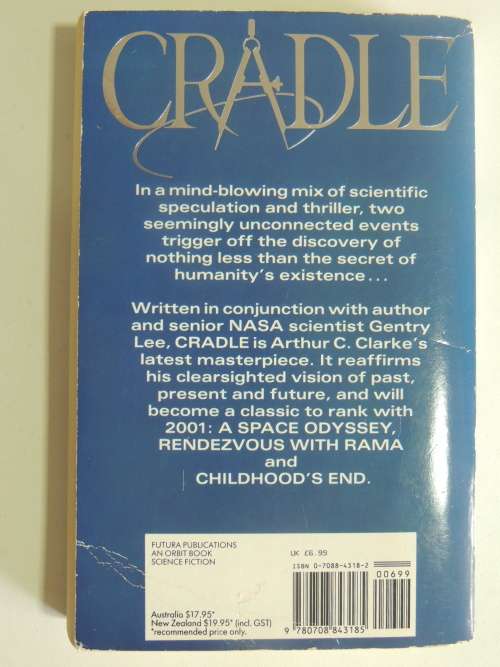 CRADLE
In a mind-blowing mix of scientific
speculation and thriller, two
seemingly unconnected events
trigger off the discovery of
nothing less than the secret of
humanity's existence...
Written in conjunction with author
and senior NASA scientist Gentry
Lee, CRADLE is Arthur C. Clarke's
latest masterpiece. It reaffirms
his clearsighted vision of past,
present and future, and will
become a classic to rank with
2001: A SPACE ODYSSEY,
RENDEZVOUS WITH RAMA
and
CHILDHOOD'S END.
FUTURA PUBLICATIONS
AN ORBIT BOOK
SCIENCE FICTION
UK £6.99
ISBN 0-7088-4318-2
00699
Australia $17.95*
New Zealand $19.95* (incl. GST)
*recommended price only.
9 780708 843185